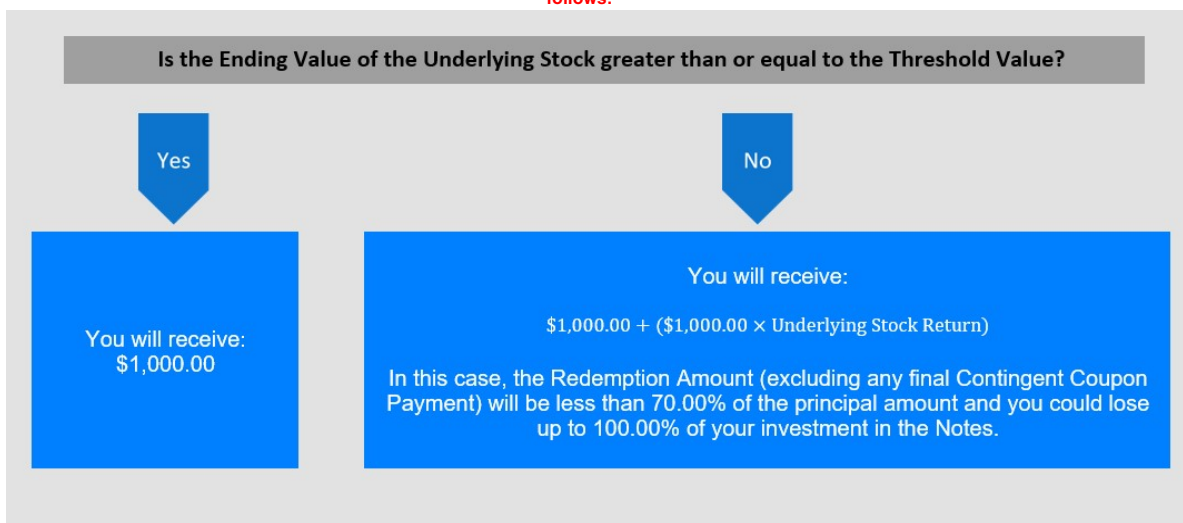 follows:
Is the Ending Value of the Underlying Stock greater than or equal to the Threshold Value?
Yes
No
You will receive:
$1,000.00
You will receive:
$1,000.00 + ($1,000.00 × Underlying Stock Return)
In this case, the Redemption Amount (excluding any final Contingent Coupon
Payment) will be less than 70.00% of the principal amount and you could lose
up to 100.00% of your investment in the Notes.